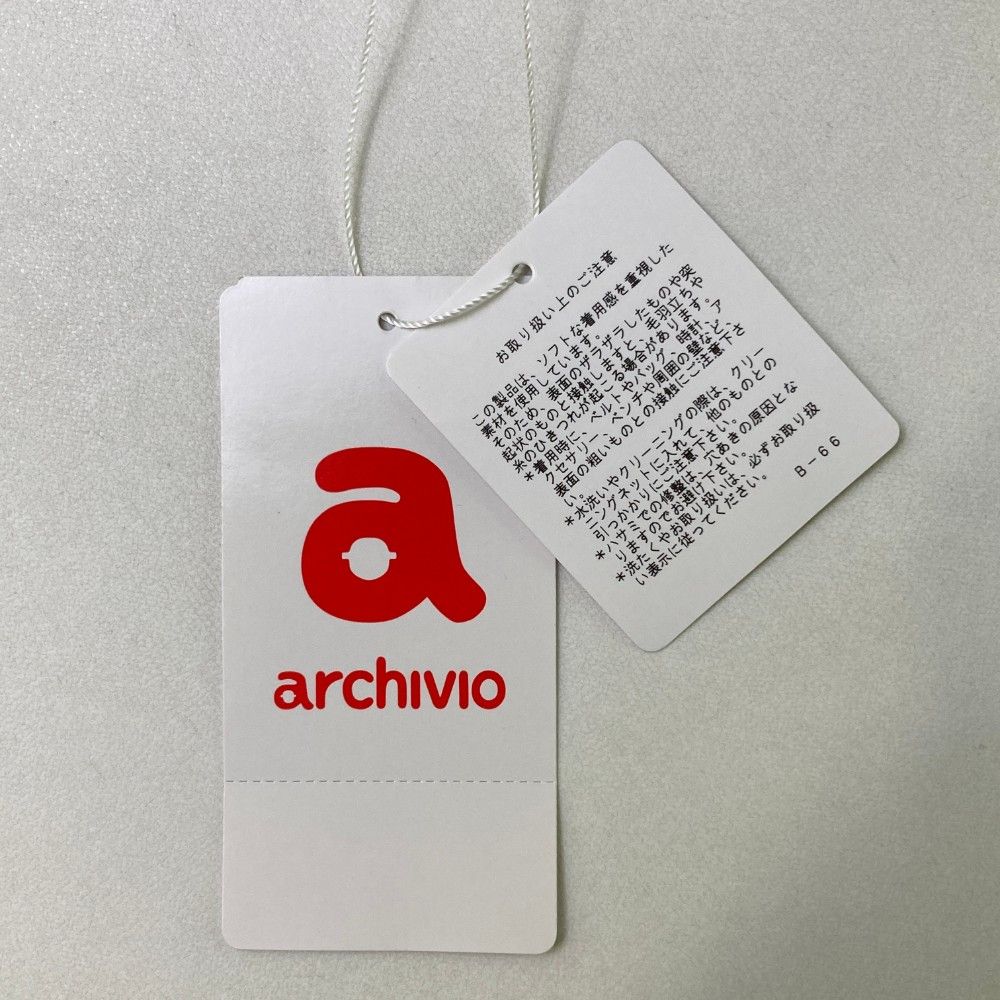 a
archivio
お取り扱い上のご注意
この製品は、ソフトな着用感を重視した
素材を使用しています。
そのため、表面のザラザラしたものや突
起状のものと接触しますと、毛羽立ちや
糸のひきつれが起こる場合があります。
*着用時に、ベルトやバッグ、時計、ア
クセサリー、ベンチや周囲の壁など、
表面の粗いものとの接触にご注意下さ
い。
*水洗いやクリーニングの際は、クリー
ニングネットに入れて、他のものとの
引っかかりにご注意下さい。
*ハサミでの修整は、穴あきの原因とな
りますのでお避け下さい。
*洗たくやお取り扱いは、必ずお取り扱
い表示に従ってください。
B-66